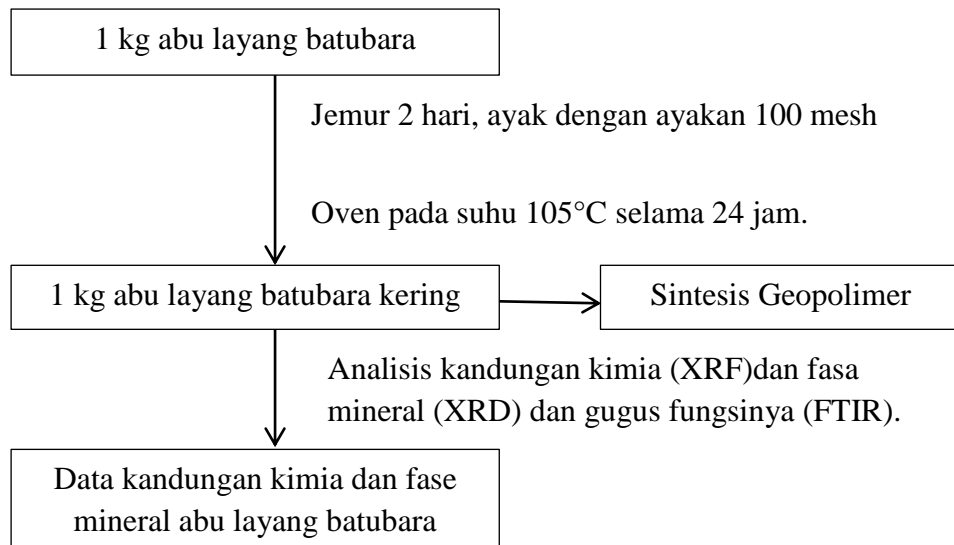 1 kg abu layang batubara
Jemur 2 hari, ayak dengan ayakan 100 mesh
Oven pada suhu 105°C selama 24 jam.
1 kg abu layang batubara kering
Sintesis Geopolimer
Analisis kandungan kimia (XRF)dan fasa
mineral (XRD) dan gugus fungsinya (FTIR).
Data kandungan kimia dan fase
mineral abu layang batubara